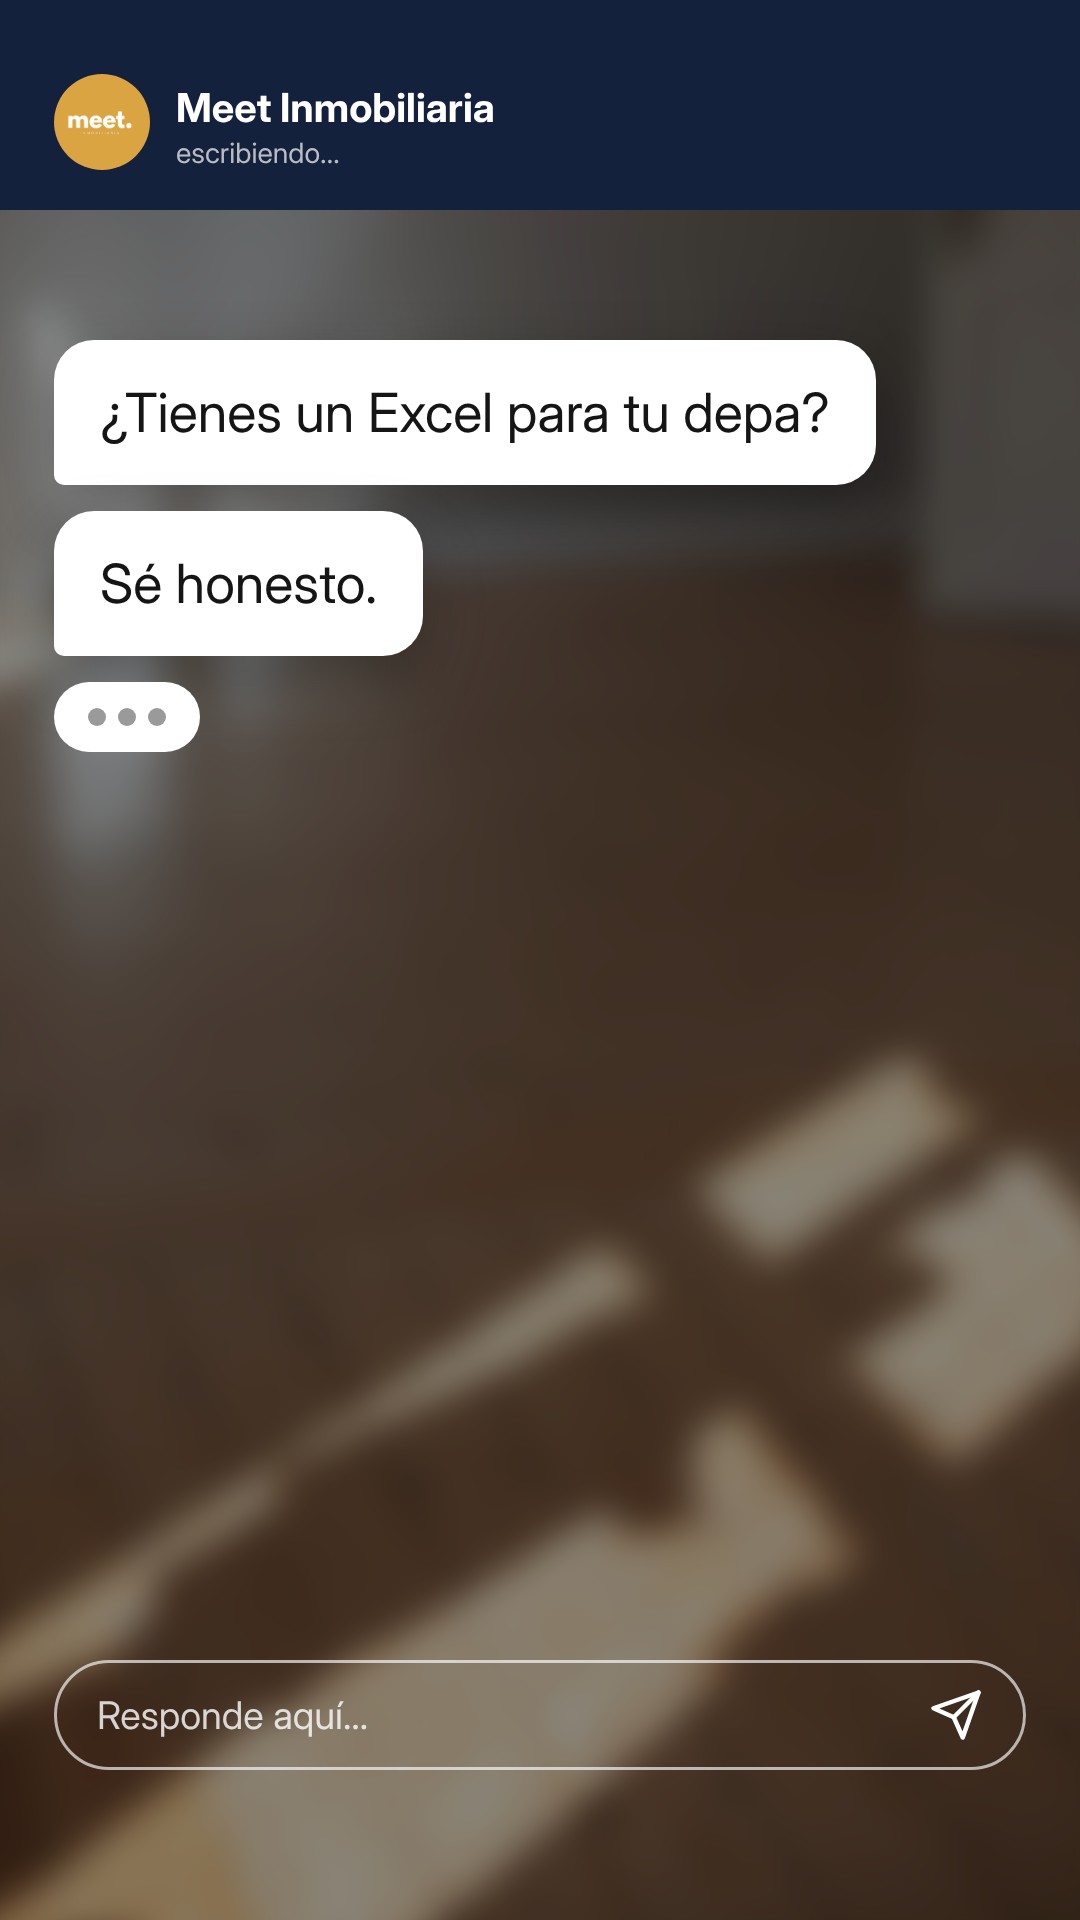 meet.
Meet Inmobiliaria
escribiendo...
¿Tienes un Excel para tu depa?
Sé honesto.
Responde aquí...